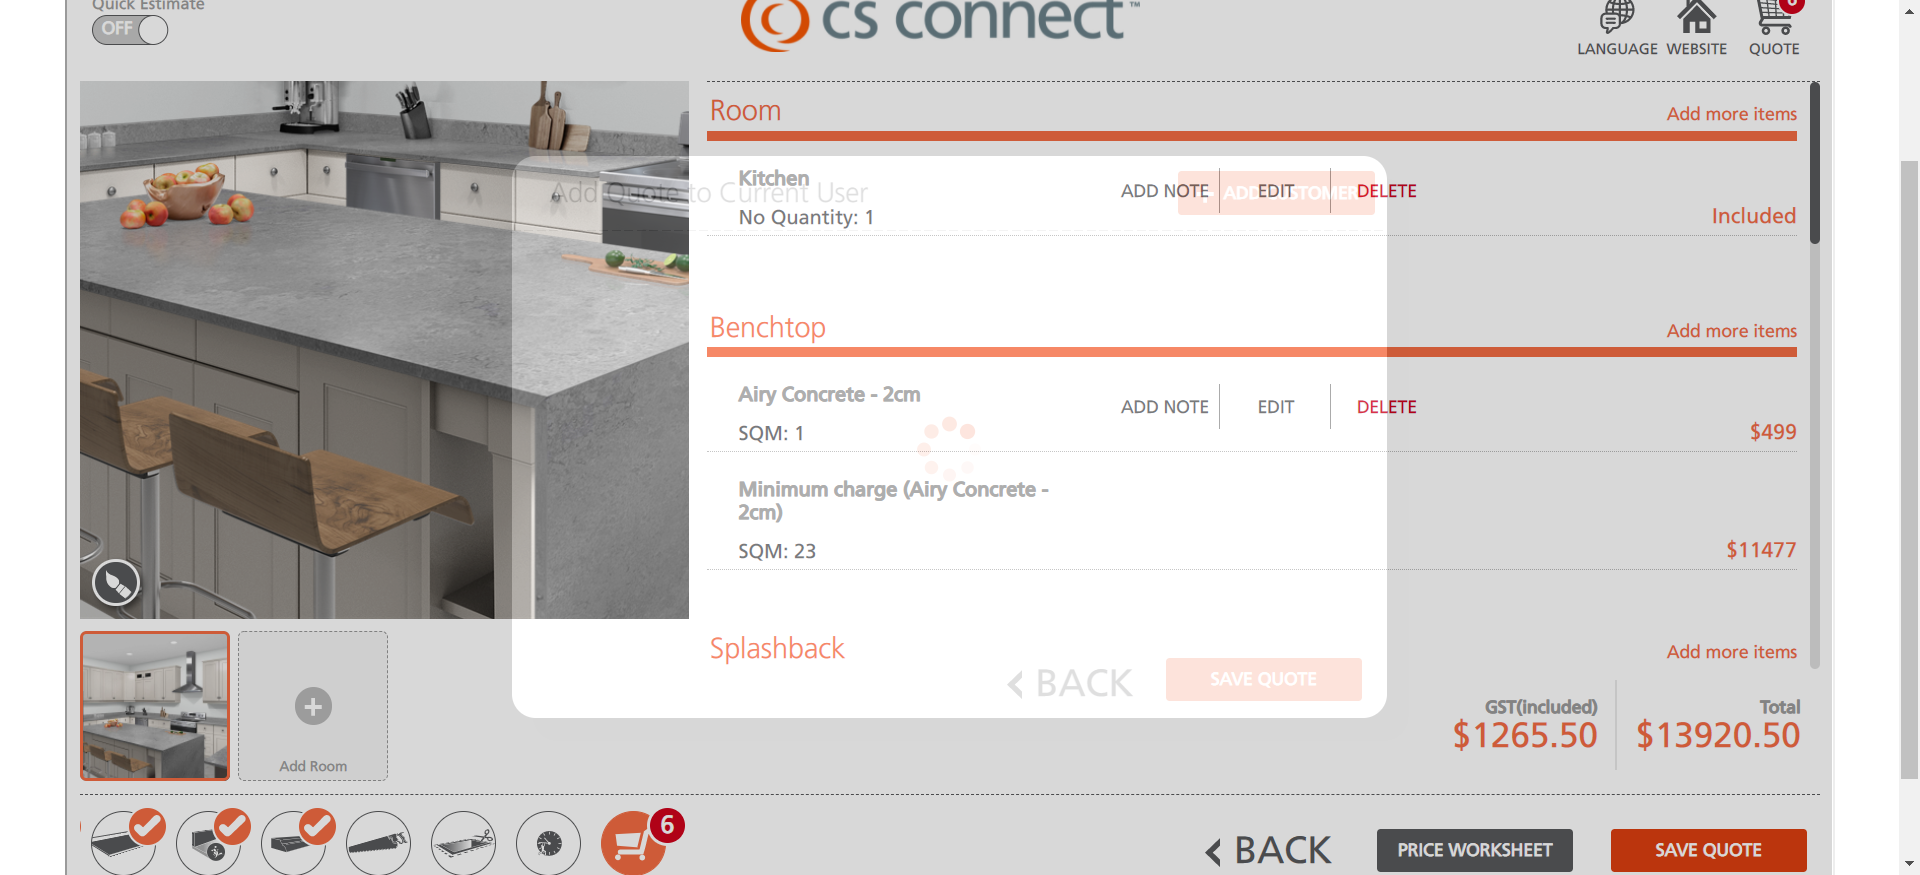 Quick Estimate
OFF
cs connect™
LANGUAGE
WEBSITE
6
QUOTE
Room
Add more items
Add Quote to Current User
ADD CUSTOMER
Kitchen
ADD NOTE
EDIT
DELETE
No Quantity: 1
Included
Benchtop
Add more items
Airy Concrete - 2cm
ADD NOTE
EDIT
DELETE
SQM: 1
$499
Minimum charge (Airy Concrete -
2cm)
SQM: 23
$11477
Splashback
Add more items
BACK
SAVE QUOTE
GST(included)
$1265.50
Total
$13920.50
Add Room
6
BACK
PRICE WORKSHEET
SAVE QUOTE